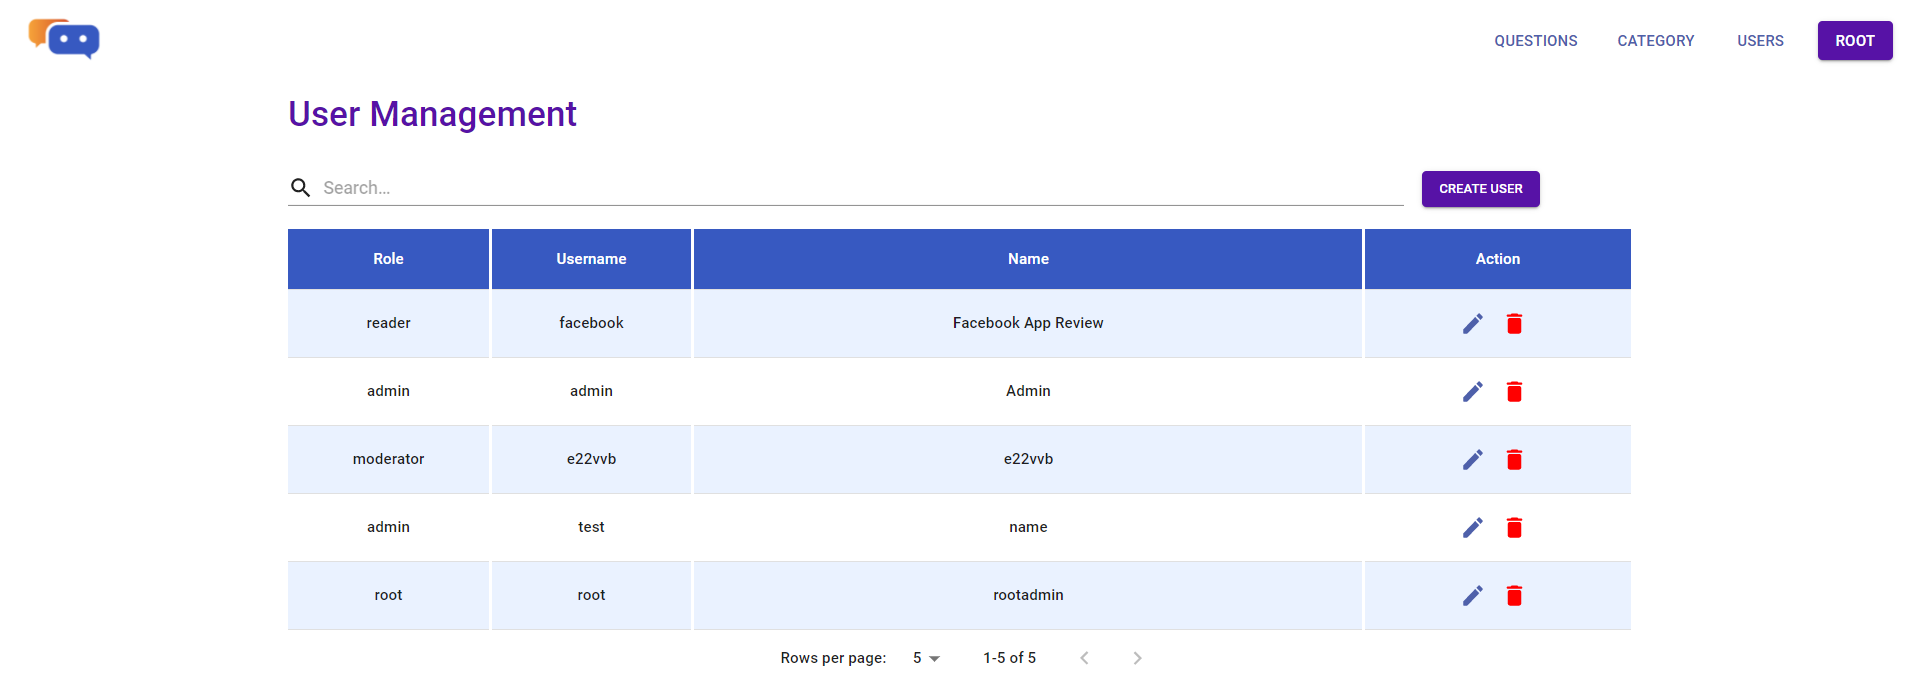 QUESTIONS CATEGORY USERS ROOT
User Management
Search... CREATE USER
Role Username Name Action
reader facebook Facebook App Review
admin admin Admin
moderator e22vvb e22vvb
admin test name
root root rootadmin
Rows per page: 5 1-5 of 5